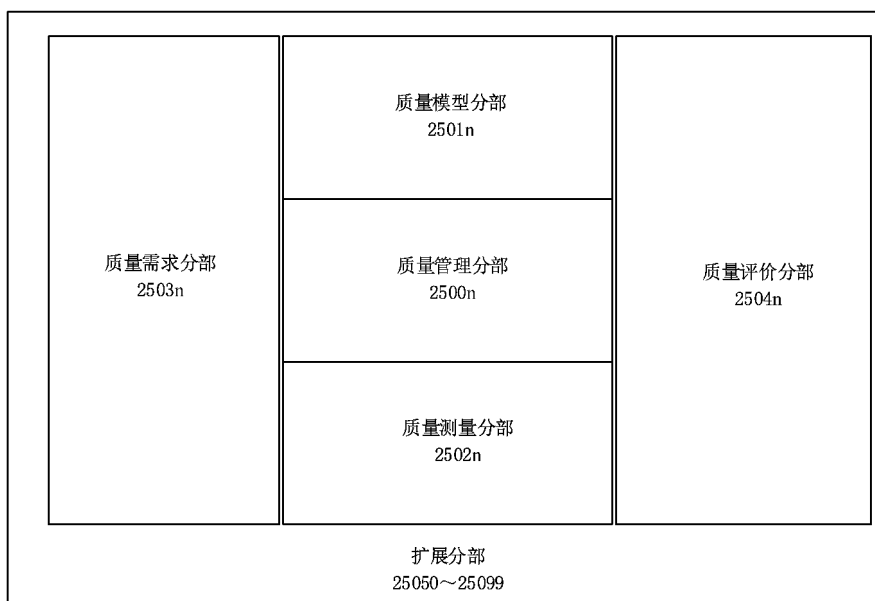 质量模型分部
2501n
质量需求分部
2503n
质量管理分部
2500n
质量评价分部
2504n
质量测量分部
2502n
扩展分部
25050～25099